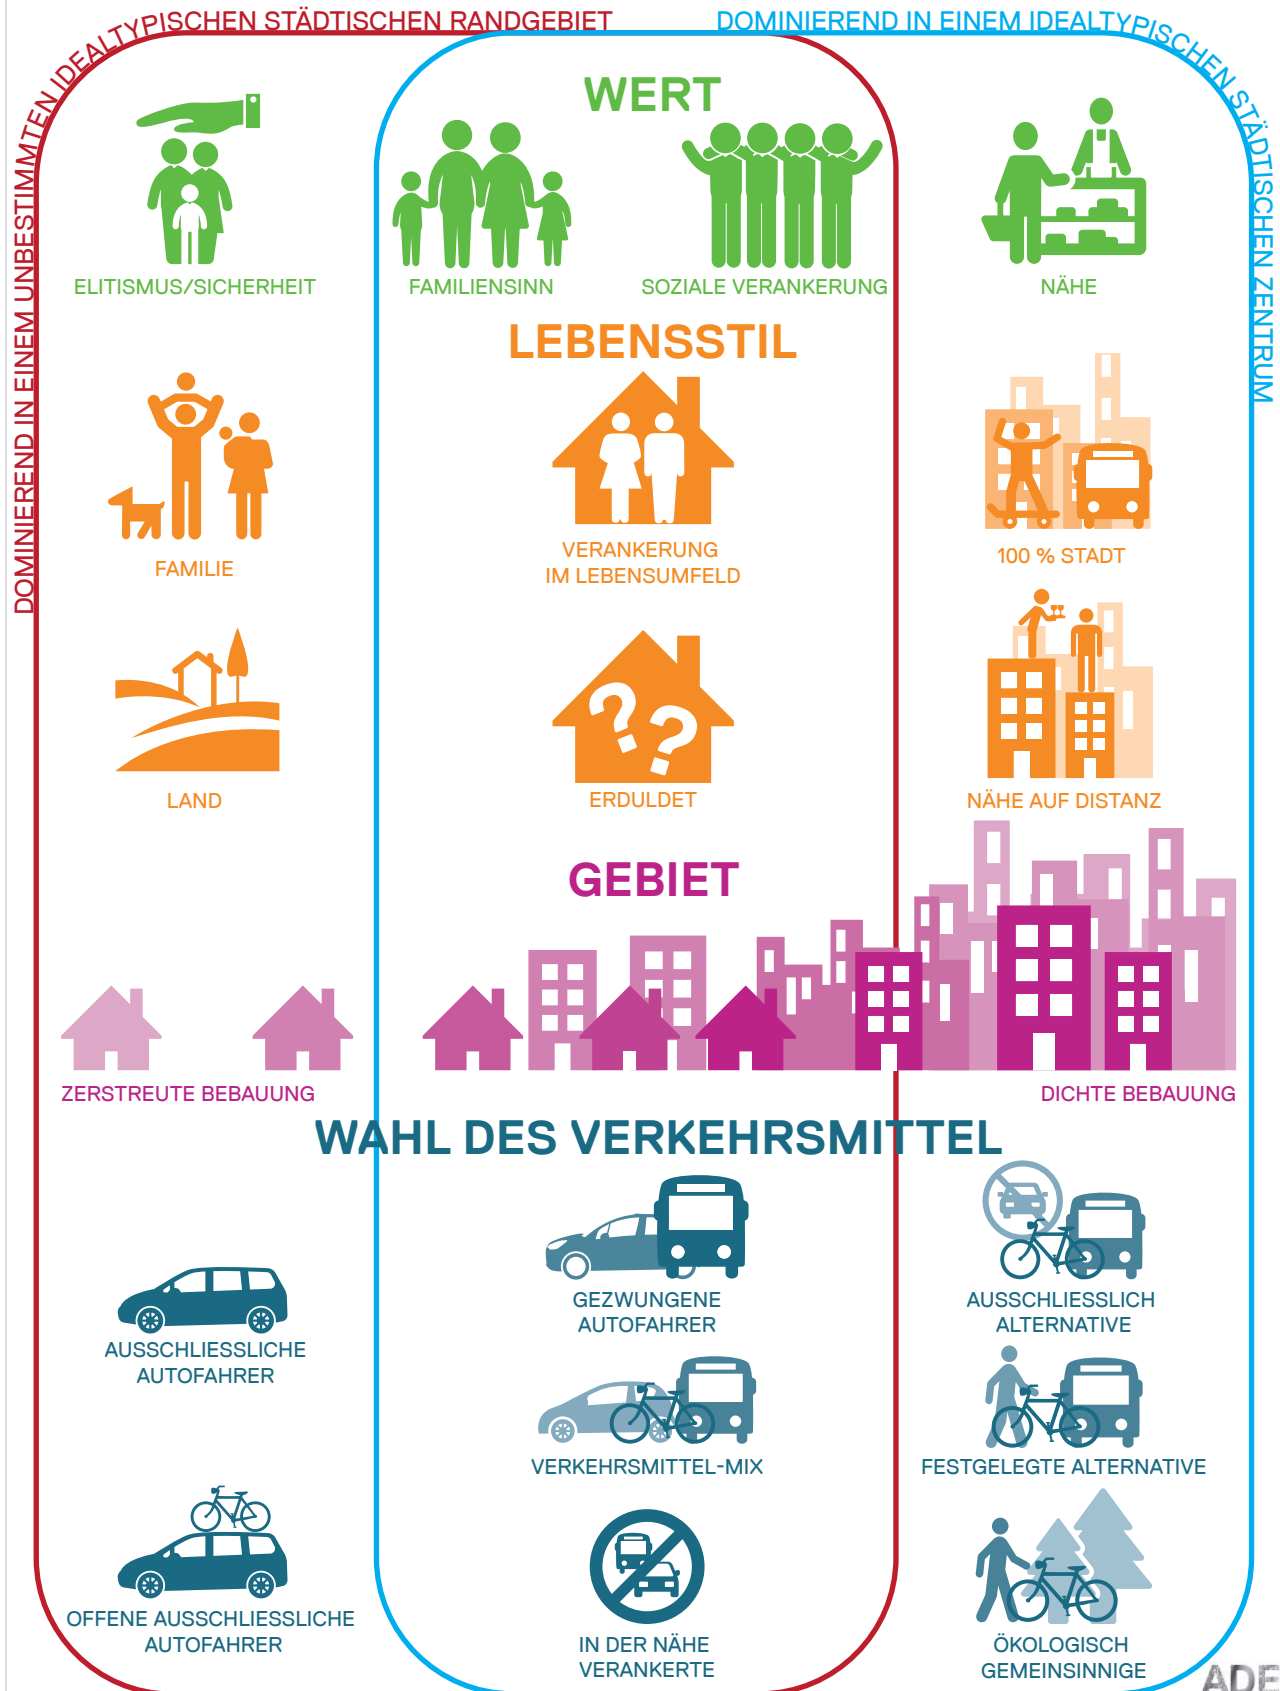 DOMINIEREND IN EINEM UNBESTIMMTEN IDEALTYPISCHEN STÄDTISCHEN RANDGEBIET
DOMINIEREND IN EINEM IDEALTYPISCHEN STÄDTISCHEN ZENTRUM
WERT
ELITISMUS/SICHERHEIT
FAMILIENSINN
SOZIALE VERANKERUNG
NÄHE
LEBENSSTIL
FAMILIE
VERANKERUNG
IM LEBENSUMFELD
100 % STADT
LAND
ERDULDET
NÄHE AUF DISTANZ
GEBIET
ZERSTREUTE BEBAUUNG
DICHTE BEBAUUNG
WAHL DES VERKEHRSMITTEL
AUSSCHLIESSLICHE
AUTOFAHRER
GEZWUNGENE
AUTOFAHRER
AUSSCHLIESSLICH
ALTERNATIVE
VERKEHRSMITTEL-MIX
FESTGELEGTE ALTERNATIVE
OFFENE AUSSCHLIESSLICHE
AUTOFAHRER
IN DER NÄHE
VERANKERTE
ÖKOLOGISCH
GEMEINSINNIGE
ADE